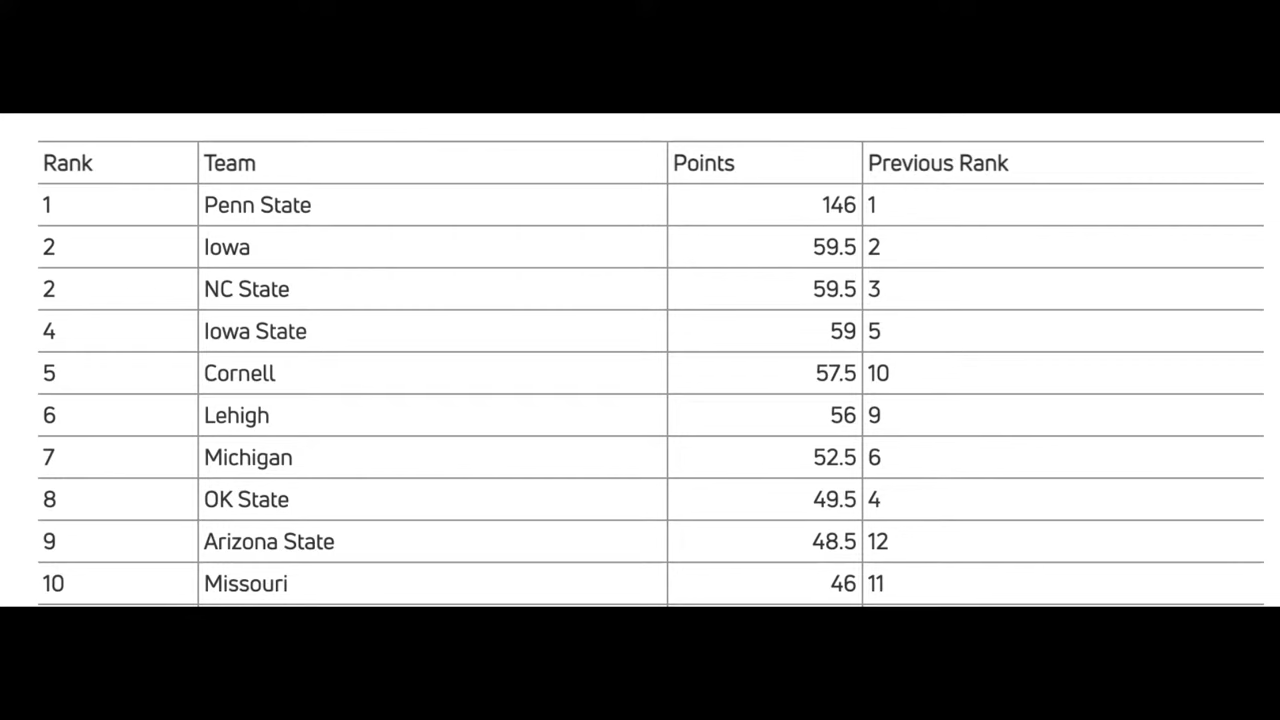 Rank Team Points Previous Rank
1 Penn State 146 1
2 Iowa 59.5 2
2 NC State 59.5 3
4 Iowa State 59 5
5 Cornell 57.5 10
6 Lehigh 56 9
7 Michigan 52.5 6
8 OK State 49.5 4
9 Arizona State 48.5 12
10 Missouri 46 11